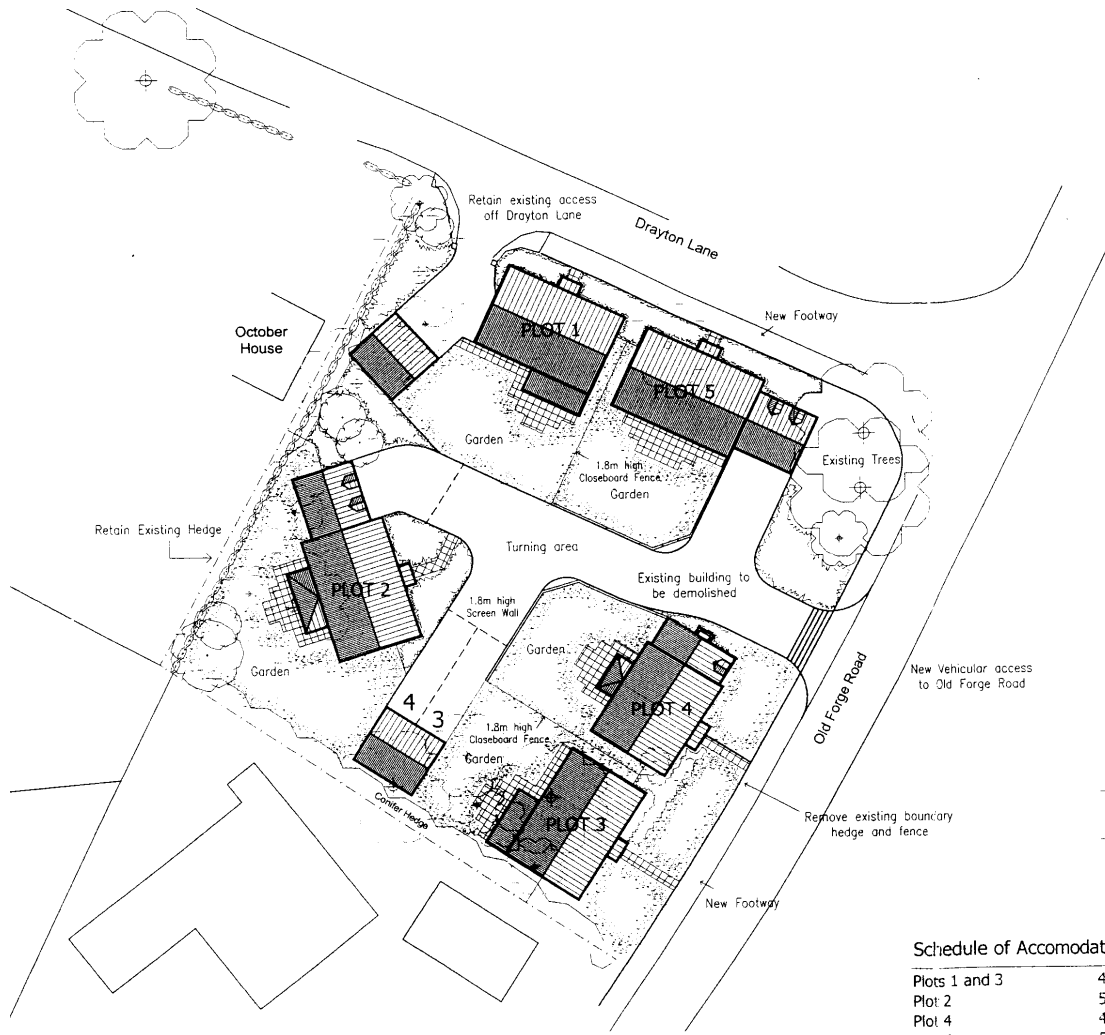 Retain existing access
off Drayton Lane
Drayton Lane
New Footway
October
House
PLOT 1
PLOT 5
Existing Trees
Garden
1.8m high
Closeboard Fence
Garden
Retain Existing Hedge
Turning area
Existing building to
be demolished
PLOT 2
1.8m high
Screen Wall
Garden
Garden
New Vehicular access
to Old Forge Road
Old Forge Road
4
3
PLOT 4
1.8m high
Closeboard Fence
Garden
Conifer Hedge
PLOT 3
Remove existing boundary
hedge and fence
New Footway
Schedule of Accomodat
Plots 1 and 3 4
Plot 2 5
Plot 4 4